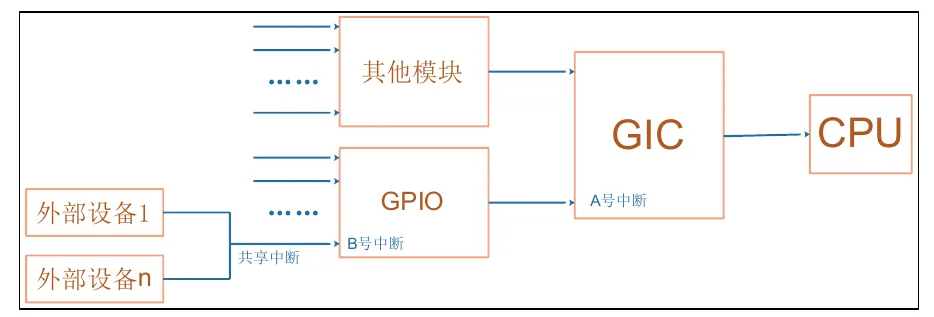 其他模块
……
GIC
CPU
A号中断
GPIO
……
B号中断
外部设备1
共享中断
外部设备n